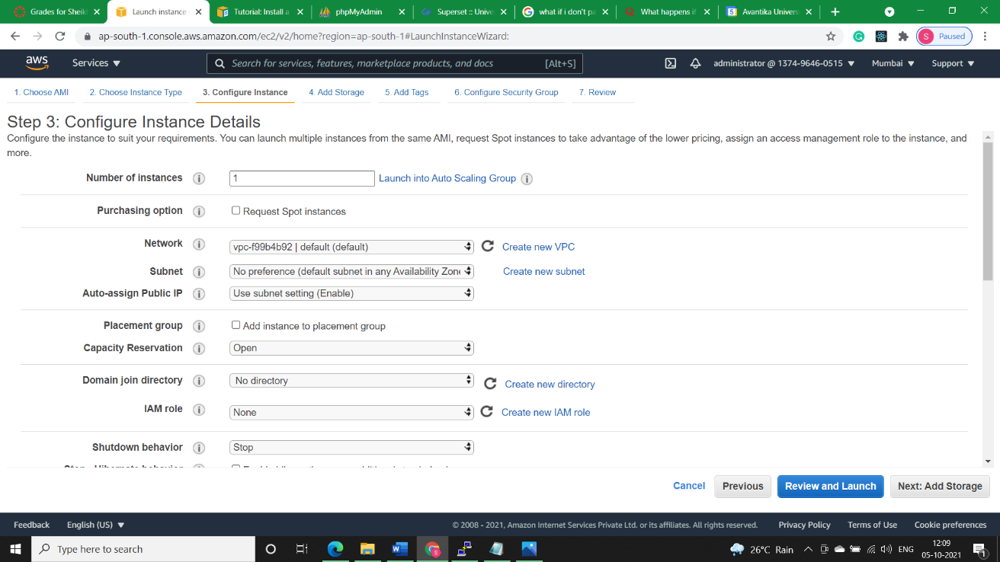 Grades for Sheik
Launch instance
Tutorial: Install a
phpMyAdmin
Superset :: Unive
what if i don't pa
What happens if
Avantika Univers
ap-south-1.console.aws.amazon.com/ec2/v2/home?region=ap-south-1#LaunchInstanceWizard:
S Paused
aws Services Search for services, features, marketplace products, and docs [Alt+S] administrator @ 1374-9646-0515 Mumbai Support
1. Choose AMI 2. Choose Instance Type 3. Configure Instance 4. Add Storage 5. Add Tags 6. Configure Security Group 7. Review
Step 3: Configure Instance Details
Configure the instance to suit your requirements. You can launch multiple instances from the same AMI, request Spot instances to take advantage of the lower pricing, assign an access management role to the instance, and
more.
Number of instances 1 Launch into Auto Scaling Group
Purchasing option Request Spot instances
Network vpc-f99b4b92 | default (default) Create new VPC
Subnet No preference (default subnet in any Availability Zone Create new subnet
Auto-assign Public IP Use subnet setting (Enable)
Placement group Add instance to placement group
Capacity Reservation Open
Domain join directory No directory Create new directory
IAM role None Create new IAM role
Shutdown behavior Stop
Cancel Previous Review and Launch Next: Add Storage
Feedback English (US) © 2008 - 2021, Amazon Internet Services Private Ltd. or its affiliates. All rights reserved. Privacy Policy Terms of Use Cookie preferences
Type here to search 26°C Rain ENG 12:09
05-10-2021
1